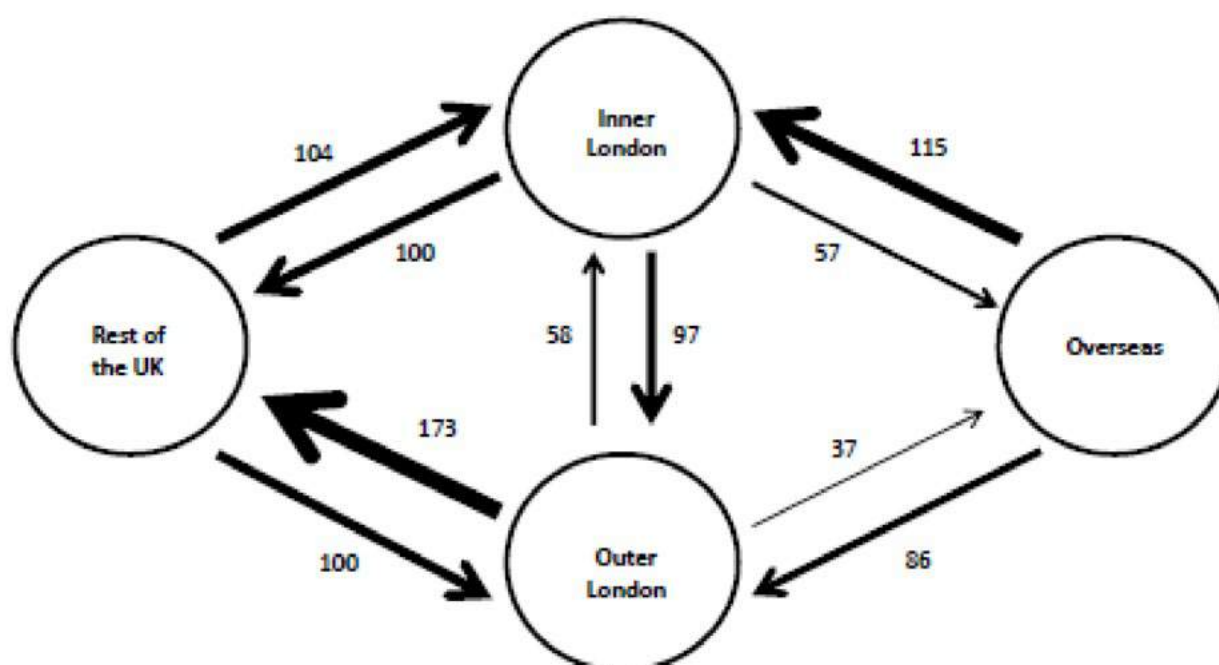 Inner
London
104
115
100
57
Rest of
the UK
58
97
Overseas
173
37
100
Outer
London
86